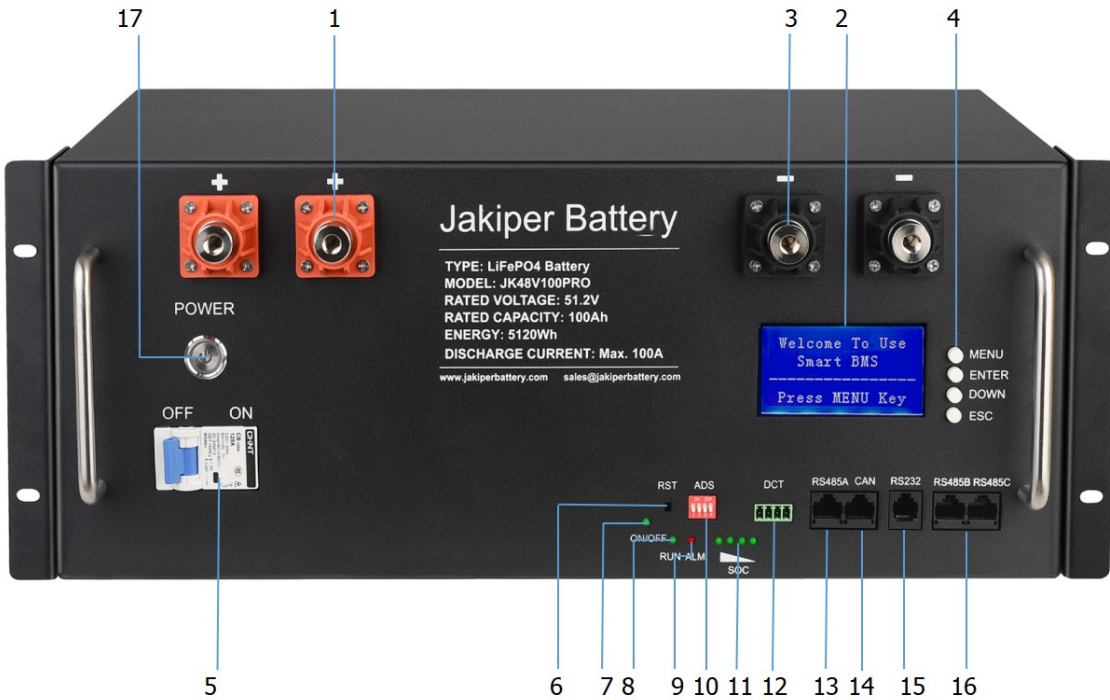 17
1
3
2
4
+
+
-
-
Jakiper Battery
TYPE: LiFePO4 Battery
MODEL: JK48V100PRO
RATED VOLTAGE: 51.2V
RATED CAPACITY: 100Ah
ENERGY: 5120Wh
DISCHARGE CURRENT: Max. 100A
www.jakiperbattery.com sales@jakiperbattery.com
POWER
OFF ON
CHNT
125A
Welcome To Use
Smart BMS
Press MENU Key
MENU
ENTER
DOWN
ESC
RST
ADS
DCT
RS485A CAN RS232 RS485B RS485C
ON/OFF
RUN ALM
SOC
5
6
7
8
9
10
11
12
13
14
15
16